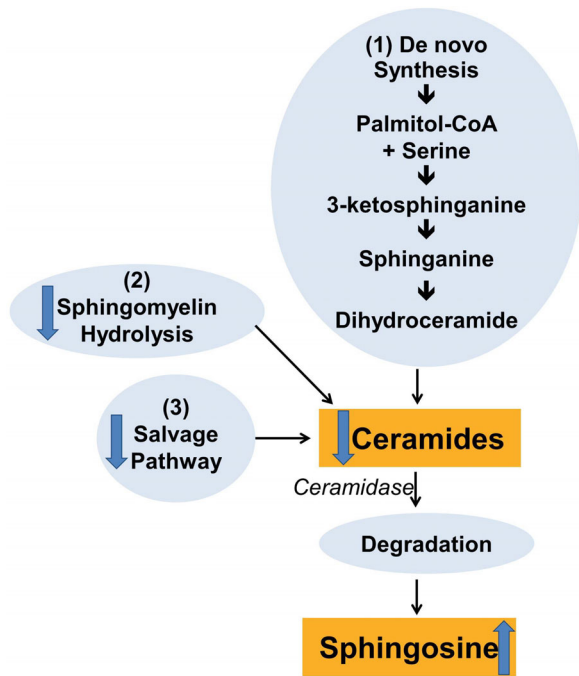 (1) De novo
Synthesis
Palmitol-CoA
+ Serine
3-ketosphinganine
Sphinganine
Dihydroceramide
(2)
Sphingomyelin
Hydrolysis
(3)
Salvage
Pathway
Ceramides
Ceramidase
Degradation
Sphingosine